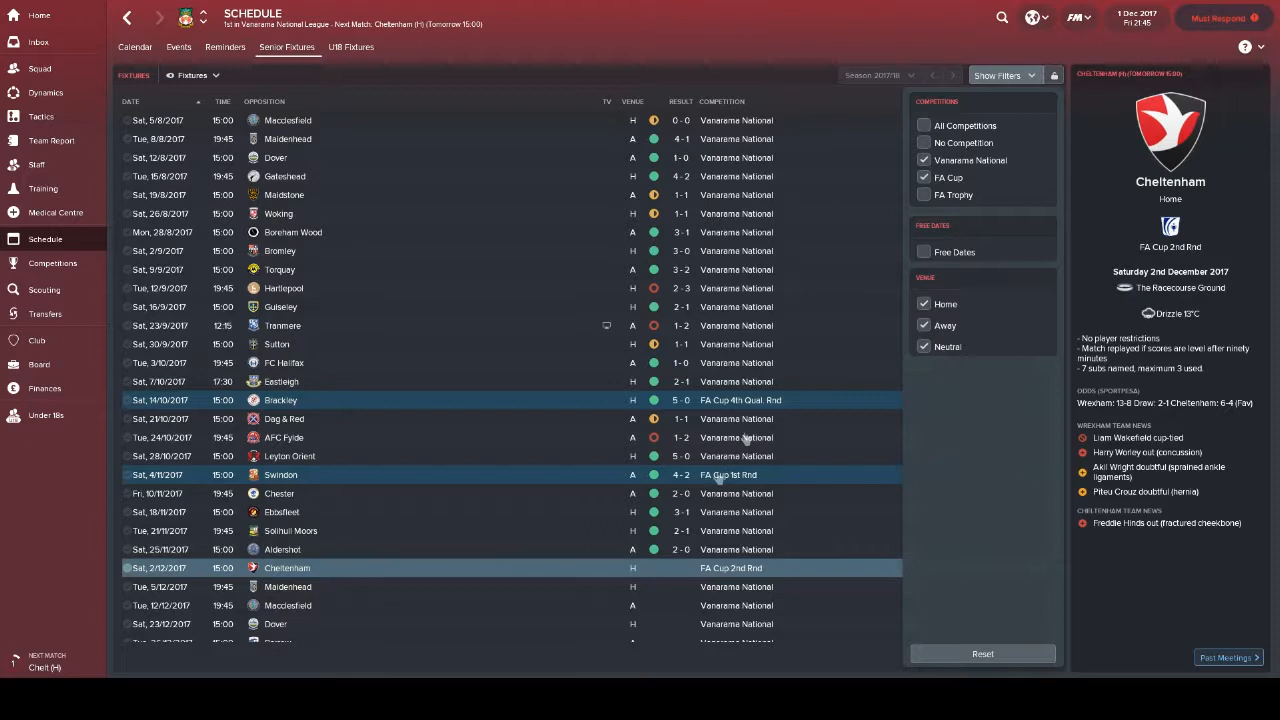 Home
Inbox
Squad
Dynamics
Tactics
Team Report
Staff
Training
Medical Centre
Schedule
Competitions
Scouting
Transfers
Club
Board
Finances
Under 18s
NEXT MATCH
Chelt (H)
SCHEDULE
1st in Vanarama National League - Next Match: Cheltenham (H) (Tomorrow 15:00)
FM
1 Dec 2017
Fri 21:45
Must Respond
Calendar Events Reminders Senior Fixtures U18 Fixtures
FIXTURES Fixtures Season 2017/18 Show Filters
DATE TIME OPPOSITION TV VENUE RESULT COMPETITION
Sat, 5/8/2017 15:00 Macclesfield H 0 - 0 Vanarama National
Tue, 8/8/2017 19:45 Maidenhead A 4 - 1 Vanarama National
Sat, 12/8/2017 15:00 Dover A 1 - 0 Vanarama National
Tue, 15/8/2017 19:45 Gateshead H 4 - 2 Vanarama National
Sat, 19/8/2017 15:00 Maidstone A 1 - 1 Vanarama National
Sat, 26/8/2017 15:00 Woking H 1 - 1 Vanarama National
Mon, 28/8/2017 15:00 Boreham Wood A 3 - 1 Vanarama National
Sat, 2/9/2017 15:00 Bromley H 3 - 0 Vanarama National
Sat, 9/9/2017 15:00 Torquay A 3 - 2 Vanarama National
Tue, 12/9/2017 19:45 Hartlepool H 2 - 3 Vanarama National
Sat, 16/9/2017 15:00 Guiseley H 2 - 1 Vanarama National
Sat, 23/9/2017 12:15 Tranmere A 1 - 2 Vanarama National
Sat, 30/9/2017 15:00 Sutton H 1 - 1 Vanarama National
Tue, 3/10/2017 19:45 FC Halifax A 1 - 0 Vanarama National
Sat, 7/10/2017 17:30 Eastleigh H 2 - 1 Vanarama National
Sat, 14/10/2017 15:00 Brackley H 5 - 0 FA Cup 4th Qual. Rnd
Sat, 21/10/2017 15:00 Dag & Red A 1 - 1 Vanarama National
Tue, 24/10/2017 19:45 AFC Fylde A 1 - 2 Vanarama National
Sat, 28/10/2017 15:00 Leyton Orient H 5 - 0 Vanarama National
Sat, 4/11/2017 15:00 Swindon A 4 - 2 FA Cup 1st Rnd
Fri, 10/11/2017 19:45 Chester A 2 - 0 Vanarama National
Sat, 18/11/2017 15:00 Ebbsfleet H 3 - 1 Vanarama National
Tue, 21/11/2017 19:45 Solihull Moors H 2 - 1 Vanarama National
Sat, 25/11/2017 15:00 Aldershot A 2 - 0 Vanarama National
Sat, 2/12/2017 15:00 Cheltenham H FA Cup 2nd Rnd
Tue, 5/12/2017 19:45 Maidenhead H Vanarama National
Tue, 12/12/2017 19:45 Macclesfield A Vanarama National
Sat, 23/12/2017 15:00 Dover H Vanarama National
COMPETITIONS
All Competitions
No Competition
Vanarama National
FA Cup
FA Trophy
FREE DATES
Free Dates
VENUE
Home
Away
Neutral
Reset
CHELTENHAM (H) (TOMORROW 15:00)
Cheltenham
Home
FA Cup 2nd Rnd
Saturday 2nd December 2017
The Racecourse Ground
Drizzle 13°C
- No player restrictions
- Match replayed if scores are level after ninety
minutes
- 7 subs named, maximum 3 used.
ODDS (SPORTPESA)
Wrexham: 13-8 Draw: 2-1 Cheltenham: 6-4 (Fav)
WREXHAM TEAM NEWS
Liam Wakefield cup-tied
Harry Worley out (concussion)
Akil Wright doubtful (sprained ankle
ligaments)
Piteu Crouz doubtful (hernia)
CHELTENHAM TEAM NEWS
Freddie Hinds out (fractured cheekbone)
Past Meetings